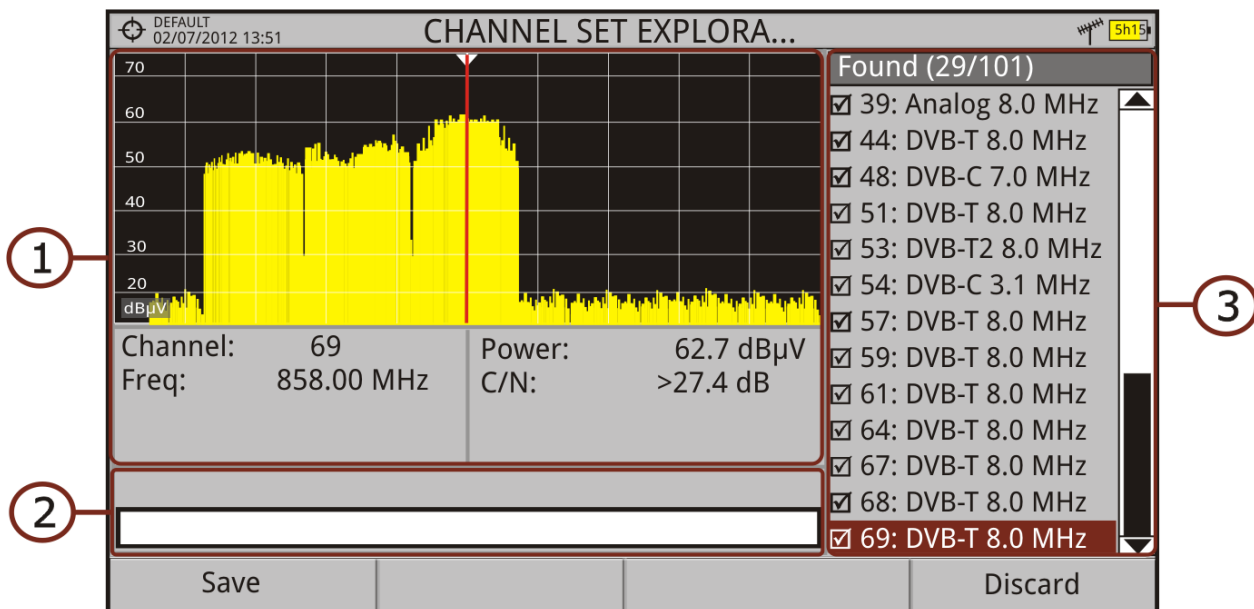 DEFAULT
02/07/2012 13:51
CHANNEL SET EXPLORA...
5h15
70
60
50
40
30
20
dBµV
Channel: 69
Freq: 858.00 MHz
Power: 62.7 dBµV
C/N: >27.4 dB
Found (29/101)
39: Analog 8.0 MHz
44: DVB-T 8.0 MHz
48: DVB-C 7.0 MHz
51: DVB-T 8.0 MHz
53: DVB-T2 8.0 MHz
54: DVB-C 3.1 MHz
57: DVB-T 8.0 MHz
59: DVB-T 8.0 MHz
61: DVB-T 8.0 MHz
64: DVB-T 8.0 MHz
67: DVB-T 8.0 MHz
68: DVB-T 8.0 MHz
69: DVB-T 8.0 MHz
1
2
3
Save
Discard